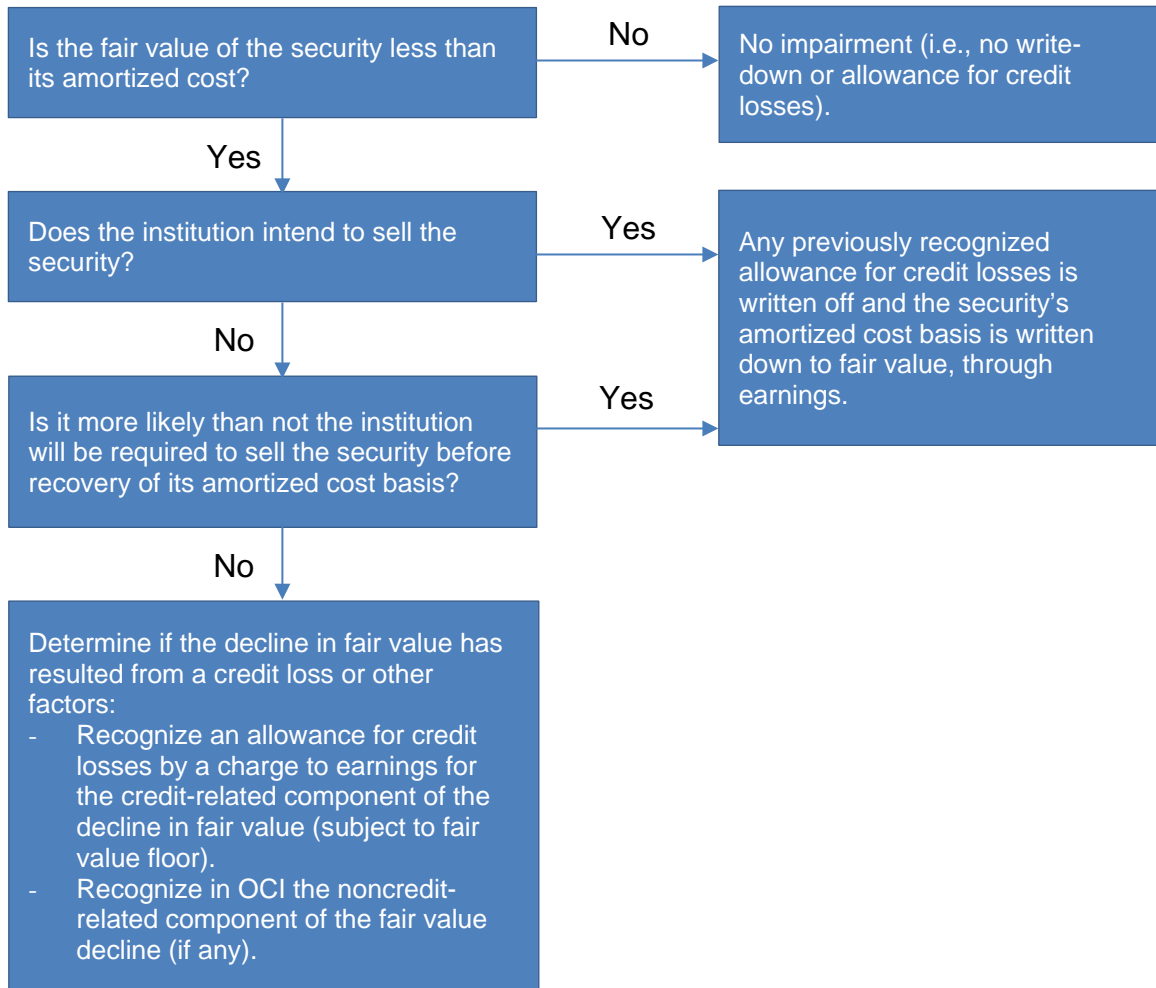 Is the fair value of the security less than
its amortized cost?
No
No impairment (i.e., no write-
down or allowance for credit
losses).
Yes
Does the institution intend to sell the
security?
Yes
Any previously recognized
allowance for credit losses is
written off and the security’s
amortized cost basis is written
down to fair value, through
earnings.
No
Is it more likely than not the institution
will be required to sell the security before
recovery of its amortized cost basis?
Yes
No
Determine if the decline in fair value has
resulted from a credit loss or other
factors:
- Recognize an allowance for credit
losses by a charge to earnings for
the credit-related component of the
decline in fair value (subject to fair
value floor).
- Recognize in OCI the noncredit-
related component of the fair value
decline (if any).